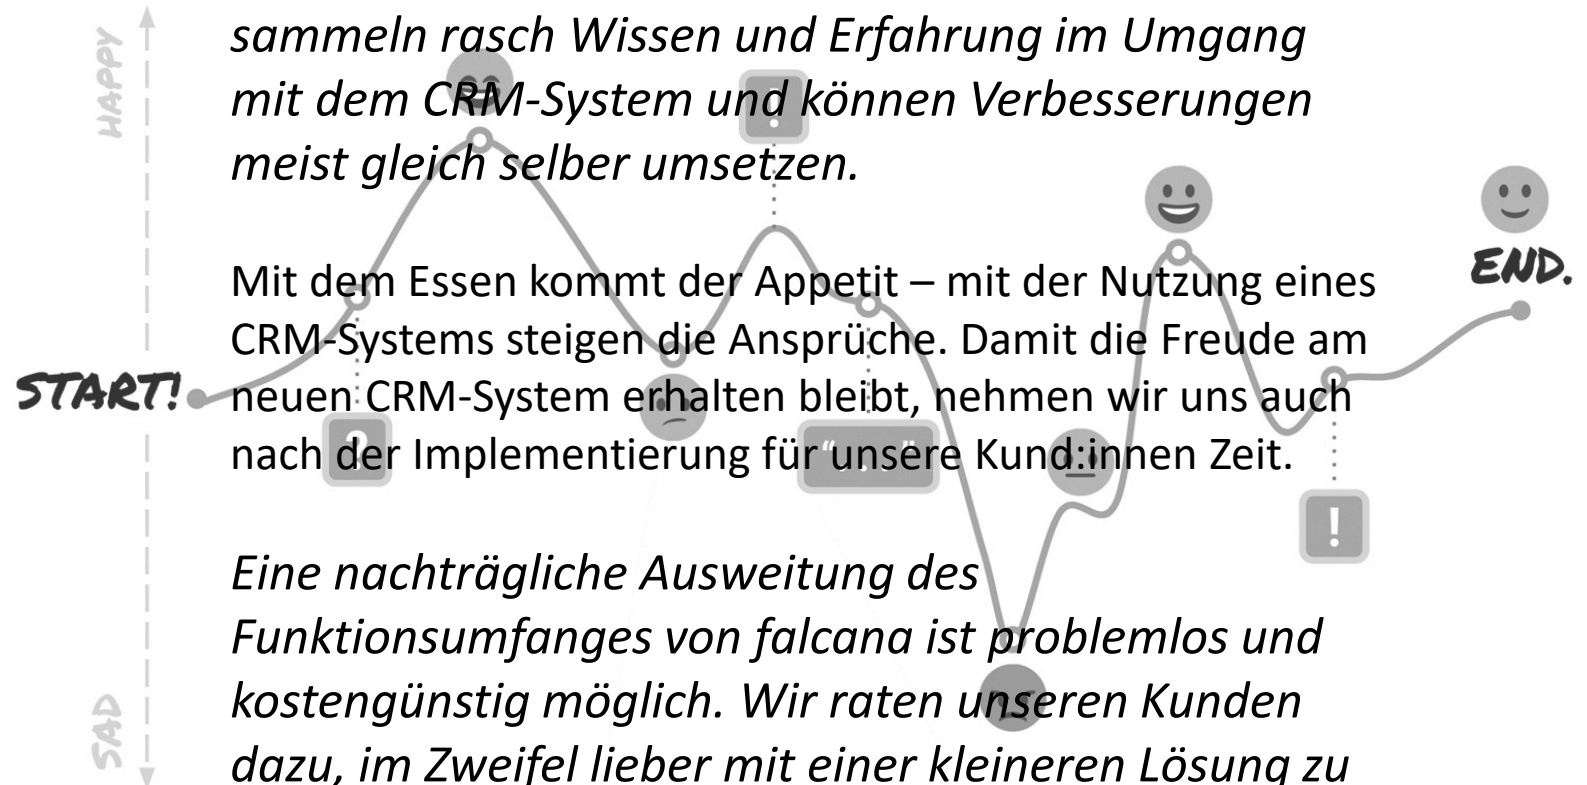 HAPPY
sammeln rasch Wissen und Erfahrung im Umgang
mit dem CRM-System und können Verbesserungen
meist gleich selber umsetzen.
Mit dem Essen kommt der Appetit – mit der Nutzung eines
CRM-Systems steigen die Ansprüche. Damit die Freude am
neuen CRM-System erhalten bleibt, nehmen wir uns auch
nach der Implementierung für unsere Kund:innen Zeit.
START!
END.
?
!
"..."
!
Eine nachträgliche Ausweitung des
Funktionsumfanges von falcana ist problemlos und
kostengünstig möglich. Wir raten unseren Kunden
dazu, im Zweifel lieber mit einer kleineren Lösung zu
SAD